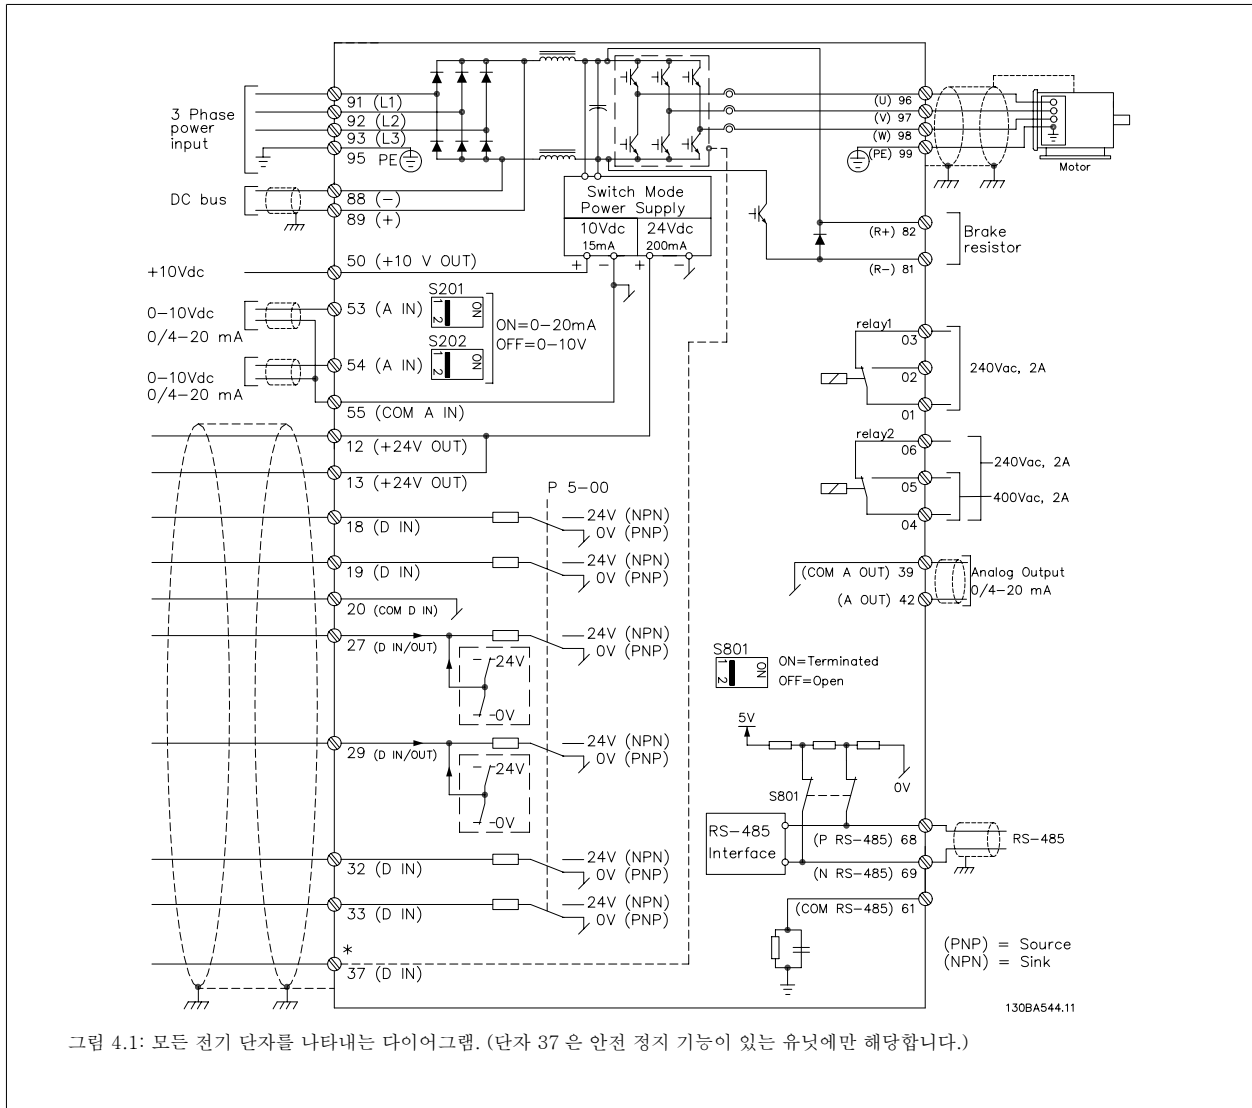 3 Phase
power
input
91 (L1)
92 (L2)
93 (L3)
95 PE
DC bus
88 (-)
89 (+)
Switch Mode
Power Supply
10Vdc
15mA
24Vdc
200mA
+ - + -
(U) 96
(V) 97
(W) 98
(PE) 99
Motor
(R+) 82
(R-) 81
Brake
resistor
+10Vdc
50 (+10 V OUT)
0-10Vdc
0/4-20 mA
53 (A IN)
S201
1 2
ON
ON=0-20mA
OFF=0-10V
S202
1 2
ON
0-10Vdc
0/4-20 mA
54 (A IN)
55 (COM A IN)
12 (+24V OUT)
13 (+24V OUT)
relay1
03
02
01
240Vac, 2A
relay2
06
05
04
240Vac, 2A
400Vac, 2A
P 5-00
18 (D IN)
24V (NPN)
0V (PNP)
19 (D IN)
24V (NPN)
0V (PNP)
20 (COM D IN)
27 (D IN/OUT)
24V (NPN)
0V (PNP)
24V
0V
29 (D IN/OUT)
24V (NPN)
0V (PNP)
24V
0V
32 (D IN)
24V (NPN)
0V (PNP)
33 (D IN)
24V (NPN)
0V (PNP)
*
37 (D IN)
(COM A OUT) 39
(A OUT) 42
Analog Output
0/4-20 mA
S801
1 2
ON
ON=Terminated
OFF=Open
5V
S801
0V
RS-485
Interface
(P RS-485) 68
(N RS-485) 69
(COM RS-485) 61
RS-485
(PNP) = Source
(NPN) = Sink
130BA544.11
그림 4.1: 모든 전기 단자를 나타내는 다이어그램. (단자 37 은 안전 정지 기능이 있는 유닛에만 해당합니다.)